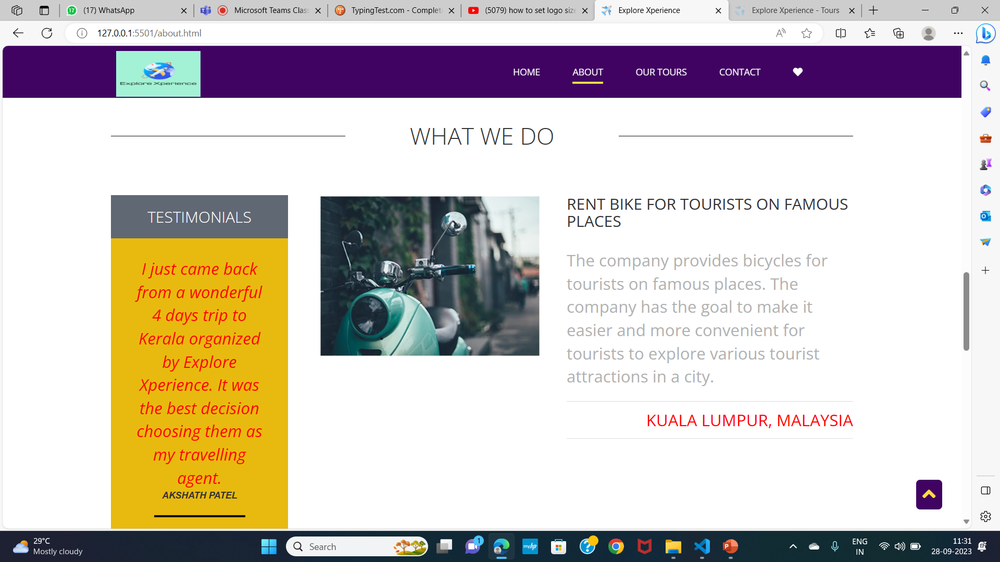 (17) WhatsApp
Microsoft Teams Clas
TypingTest.com - Complet
(5079) how to set logo size
Explore Xperience
Explore Xperience - Tours
127.0.0.1:5501/about.html
Explore Xperience
HOME
ABOUT
OUR TOURS
CONTACT
WHAT WE DO
TESTIMONIALS
I just came back
from a wonderful
4 days trip to
Kerala organized
by Explore
Xperience. It was
the best decision
choosing them as
my travelling
agent.
AKSHATH PATEL
RENT BIKE FOR TOURISTS ON FAMOUS
PLACES
The company provides bicycles for
tourists on famous places. The
company has the goal to make it
easier and more convenient for
tourists to explore various tourist
attractions in a city.
KUALA LUMPUR, MALAYSIA
29°C
Mostly cloudy
Search
1
myhp
ENG
IN
11:31
28-09-2023